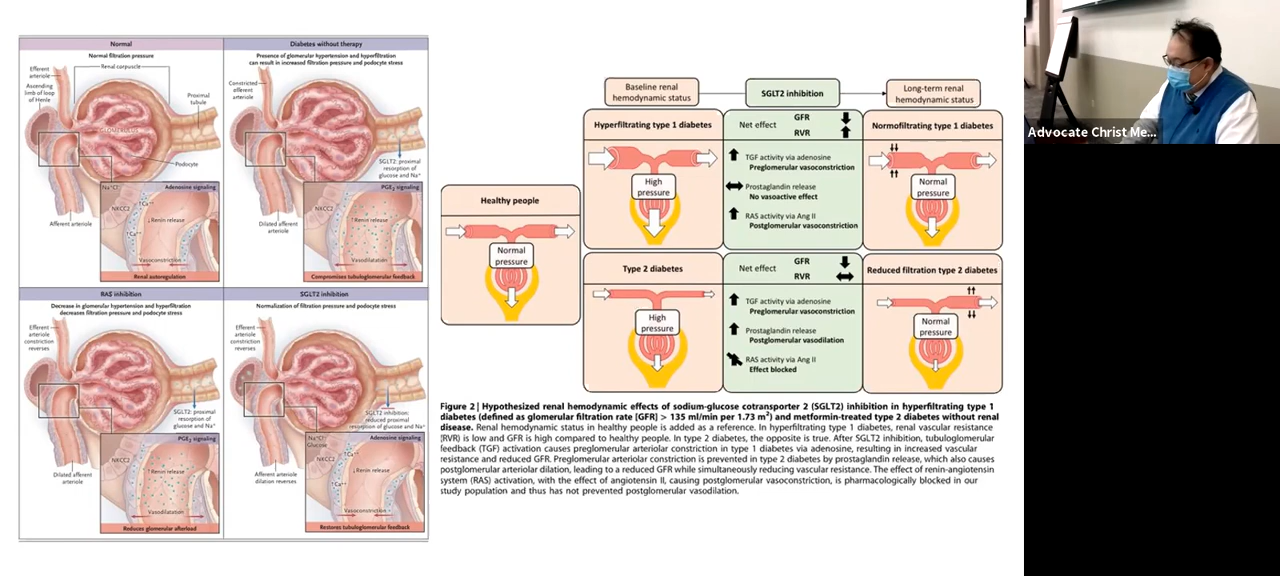 Normal
Normal filtration pressure
Efferent
arteriole
Renal corpuscle
Ascending
limb of loop
of Henle
Proximal
tubule
GLOMERULUS
Podocyte
Na⁺Cl⁻
Adenosine signaling
NKCC2
↑Ca²⁺
↓Renin release
↑Ca²⁺
Afferent arteriole
Vasoconstriction
Renal autoregulation
Diabetes without therapy
Presence of glomerular hypertension and hyperfiltration
can result in increased filtration pressure and podocyte stress
Constricted
efferent
arteriole
SGLT2: proximal
resorption of
glucose and Na⁺
PGE₂ signaling
NKCC2
↑Renin release
Dilated afferent
arteriole
Vasodilatation
Compromises tubuloglomerular feedback
RAS inhibition
Decrease in glomerular hypertension and hyperfiltration
decreases filtration pressure and podocyte stress
Efferent
arteriole
constriction
reverses
SGLT2: proximal
resorption of
glucose and Na⁺
PGE₂ signaling
NKCC2
↑Renin release
Dilated afferent
arteriole
Vasodilatation
Reduces glomerular afterload
SGLT2 inhibition
Normalization of filtration pressure and podocyte stress
Efferent
arteriole
constriction
reverses
SGLT2 inhibition:
reduced proximal
resorption of
glucose and Na⁺
Na⁺Cl⁻
Glucose
Adenosine signaling
↑Ca²⁺
NKCC2
↓Renin release
↑Ca²⁺
Afferent arteriole
dilation reverses
Vasoconstriction
Restores tubuloglomerular feedback
Baseline renal
hemodynamic status
SGLT2 inhibition
Long-term renal
hemodynamic status
Healthy people
Normal
pressure
Hyperfiltrating type 1 diabetes
High
pressure
Net effect
GFR
RVR
TGF activity via adenosine
Preglomerular vasoconstriction
Prostaglandin release
No vasoactive effect
RAS activity via Ang II
Postglomerular vasoconstriction
Normofiltrating type 1 diabetes
Normal
pressure
Type 2 diabetes
High
pressure
Net effect
GFR
RVR
TGF activity via adenosine
Preglomerular vasoconstriction
Prostaglandin release
Postglomerular vasodilation
RAS activity via Ang II
Effect blocked
Reduced filtration type 2 diabetes
Normal
pressure
Figure 2 | Hypothesized renal hemodynamic effects of sodium-glucose cotransporter 2 (SGLT2) inhibition in hyperfiltrating type 1
diabetes (defined as glomerular filtration rate [GFR] > 135 ml/min per 1.73 m²) and metformin-treated type 2 diabetes without renal
disease. Renal hemodynamic status in healthy people is added as a reference. In hyperfiltrating type 1 diabetes, renal vascular resistance
(RVR) is low and GFR is high compared to healthy people. In type 2 diabetes, the opposite is true. After SGLT2 inhibition, tubuloglomerular
feedback (TGF) activation causes preglomerular arteriolar constriction in type 1 diabetes via adenosine, resulting in increased vascular
resistance and reduced GFR. Preglomerular arteriolar constriction is prevented in type 2 diabetes by prostaglandin release, which also causes
postglomerular arteriolar dilation, leading to a reduced GFR while simultaneously reducing vascular resistance. The effect of renin-angiotensin
system (RAS) activation, with the effect of angiotensin II, causing postglomerular vasoconstriction, is pharmacologically blocked in our
study population and thus has not prevented postglomerular vasodilation.
Advocate Christ Me...